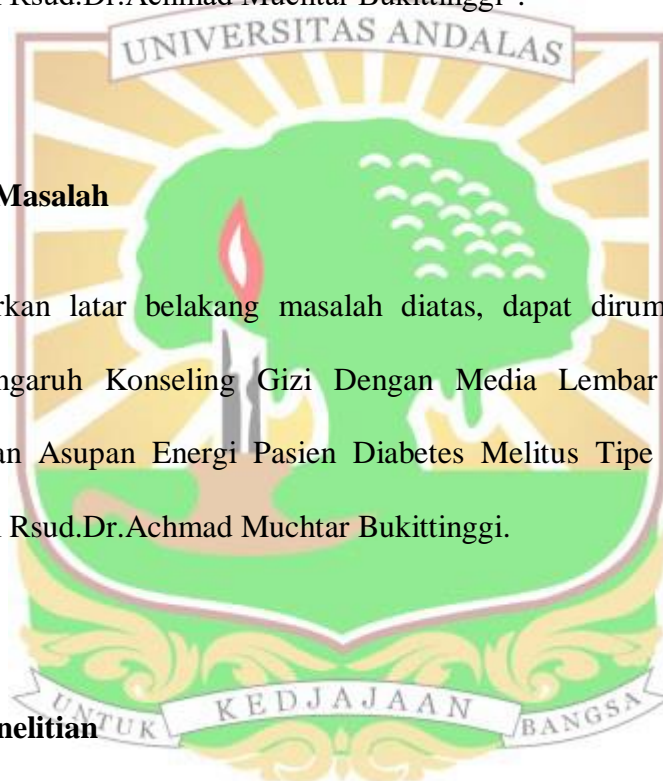 Rsud.Dr.Achmad Muchtar Bukittinggi".
UNIVERSITAS ANDALAS
Masalah
rkan latar belakang masalah diatas, dapat dirum
ngaruh Konseling Gizi Dengan Media Lembar
an Asupan Energi Pasien Diabetes Melitus Tipe
Rsud.Dr.Achmad Muchtar Bukittinggi.
nelitian
UNTUK KEDJAJAAN BANGSA